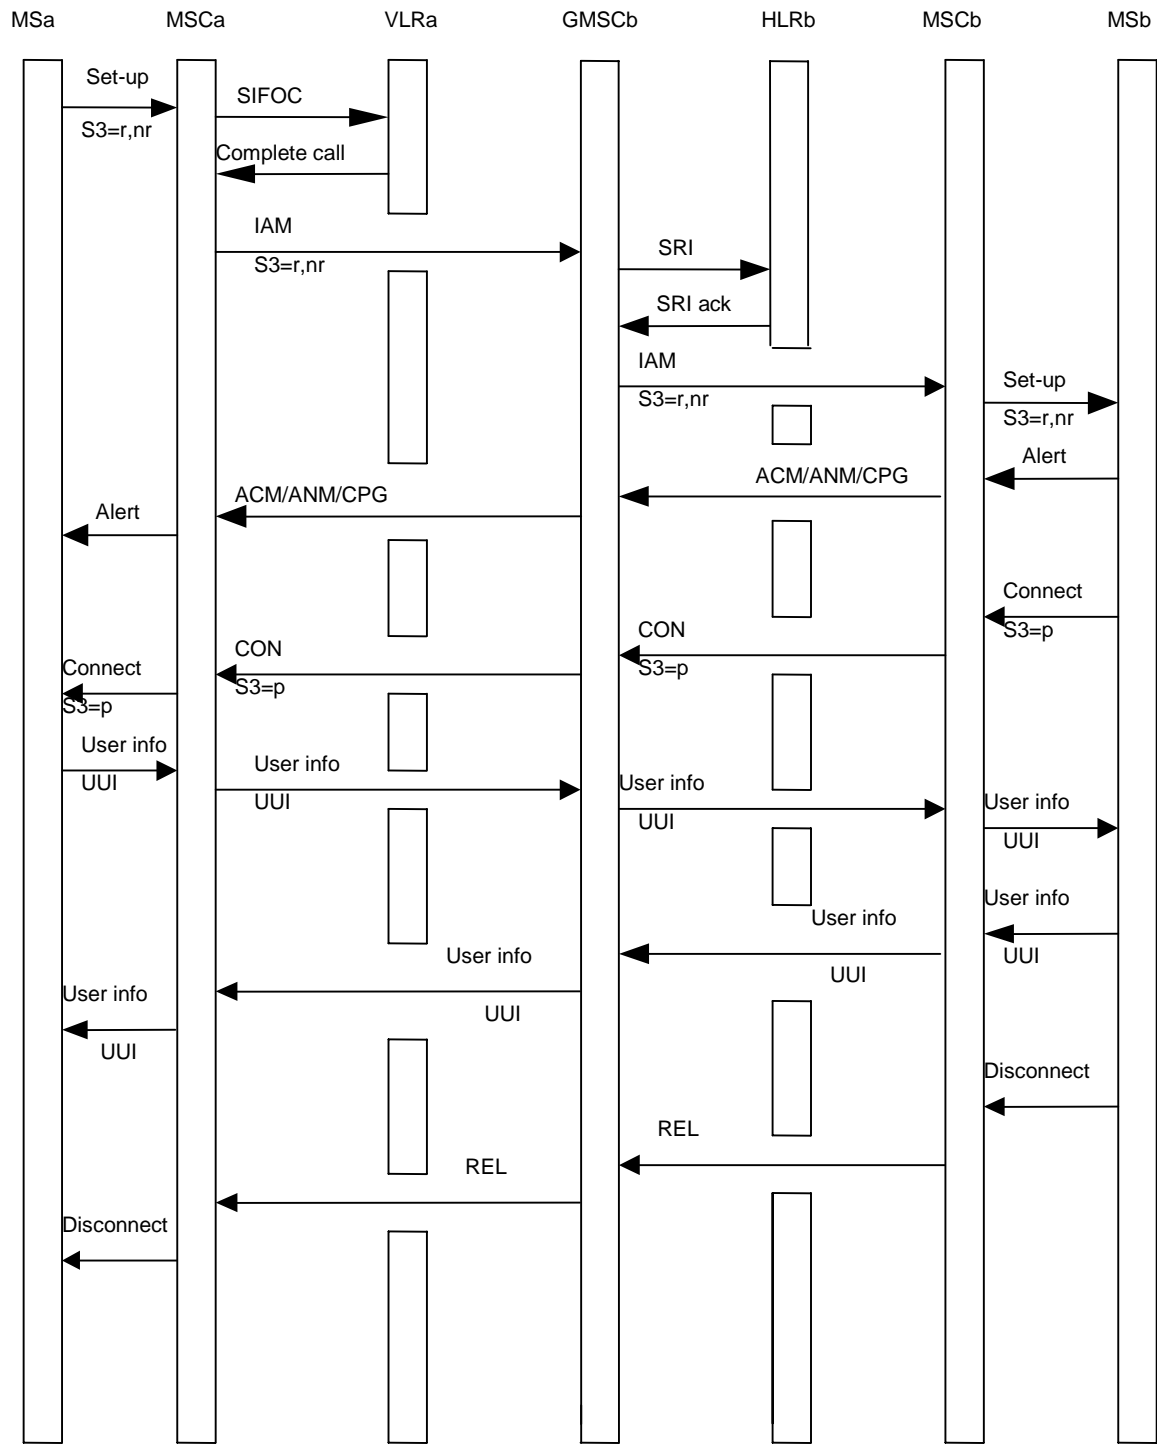 MSa MSCa VLRa GMSCb HLRb MSCb MSb
Set-up
SIFOC
S3=r,nr
Complete call
IAM
SRI
S3=r,nr
SRI ack
IAM
Set-up
S3=r,nr
S3=r,nr
Alert
ACM/ANM/CPG
ACM/ANM/CPG
Alert
Connect
CON
S3=p
CON
Connect
S3=p
S3=p
S3=p
User info
User info
UUI
User info
UUI
User info
UUI
UUI
User info
User info
User info
UUI
UUI
User info
UUI
UUI
Disconnect
REL
REL
Disconnect